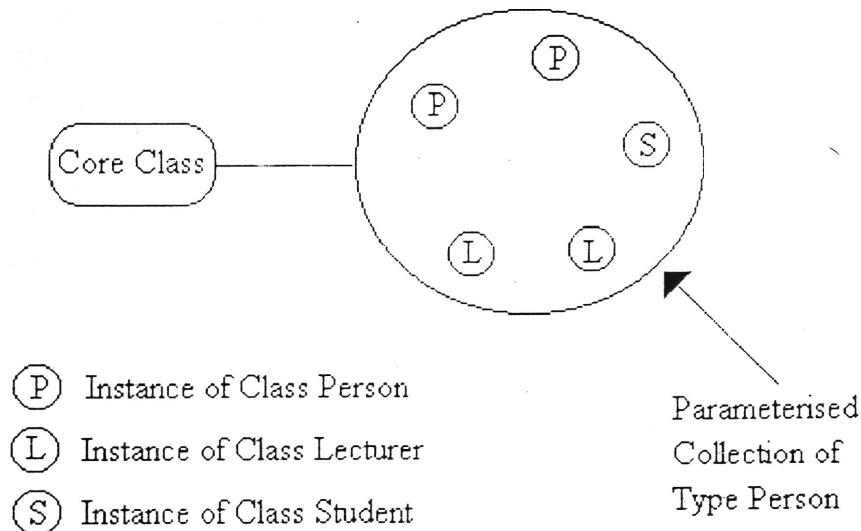 P
P
S
Core Class
L
L
P Instance of Class Person
L Instance of Class Lecturer
S Instance of Class Student
Parameterised
Collection of
Type Person